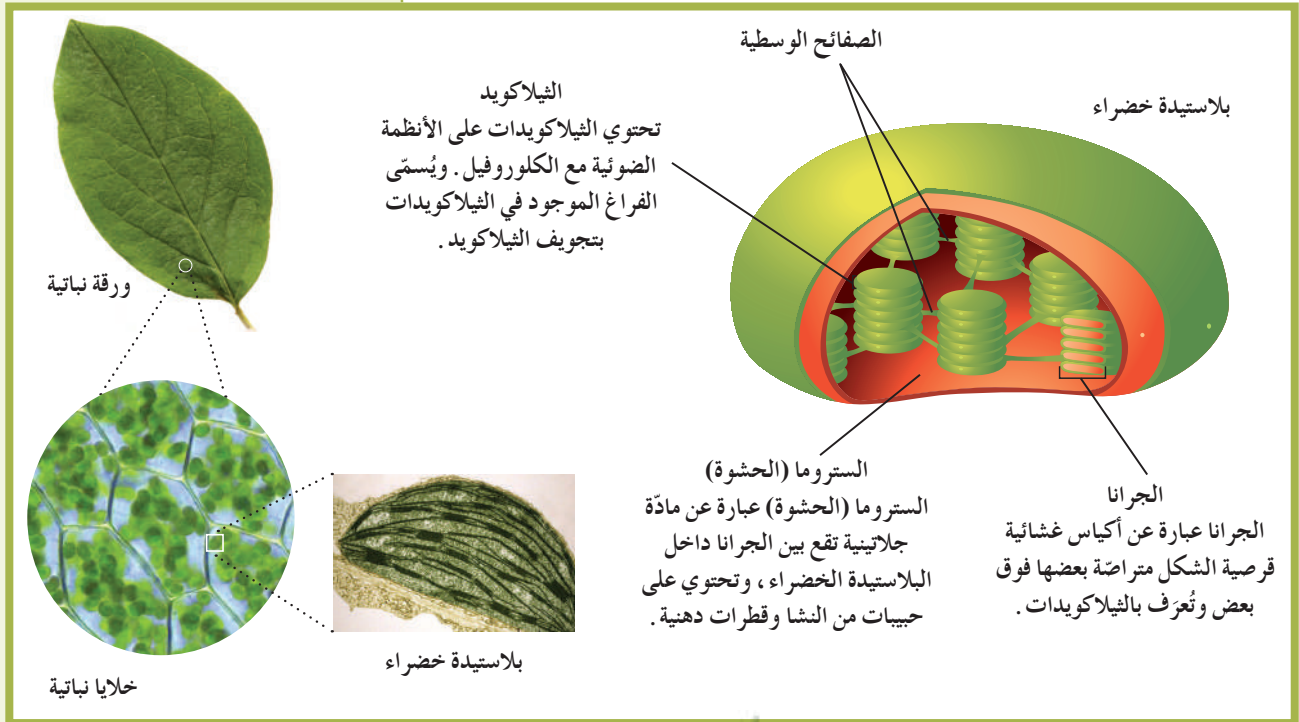 الصفائح الوسطية
بلاستيدة خضراء
الثيلاكويد
تحتوي الثيلاكويدات على الأنظمة
الضوئية مع الكلوروفيل. ويُسمّى
الفراغ الموجود في الثيلاكويدات
بتجويف الثيلاكويد.
ورقة نباتية
الجرانا
الجرانا عبارة عن أكياس غشائية
قرصية الشكل متراصّة بعضها فوق
بعض وتُعرَف بالثيلاكويدات.
الستروما (الحشوة)
الستروما (الحشوة) عبارة عن مادّة
جلاتينية تقع بين الجرانا داخل
البلاستيدة الخضراء، وتحتوي على
حبيبات من النشا وقطرات دهنية.
بلاستيدة خضراء
خلايا نباتية